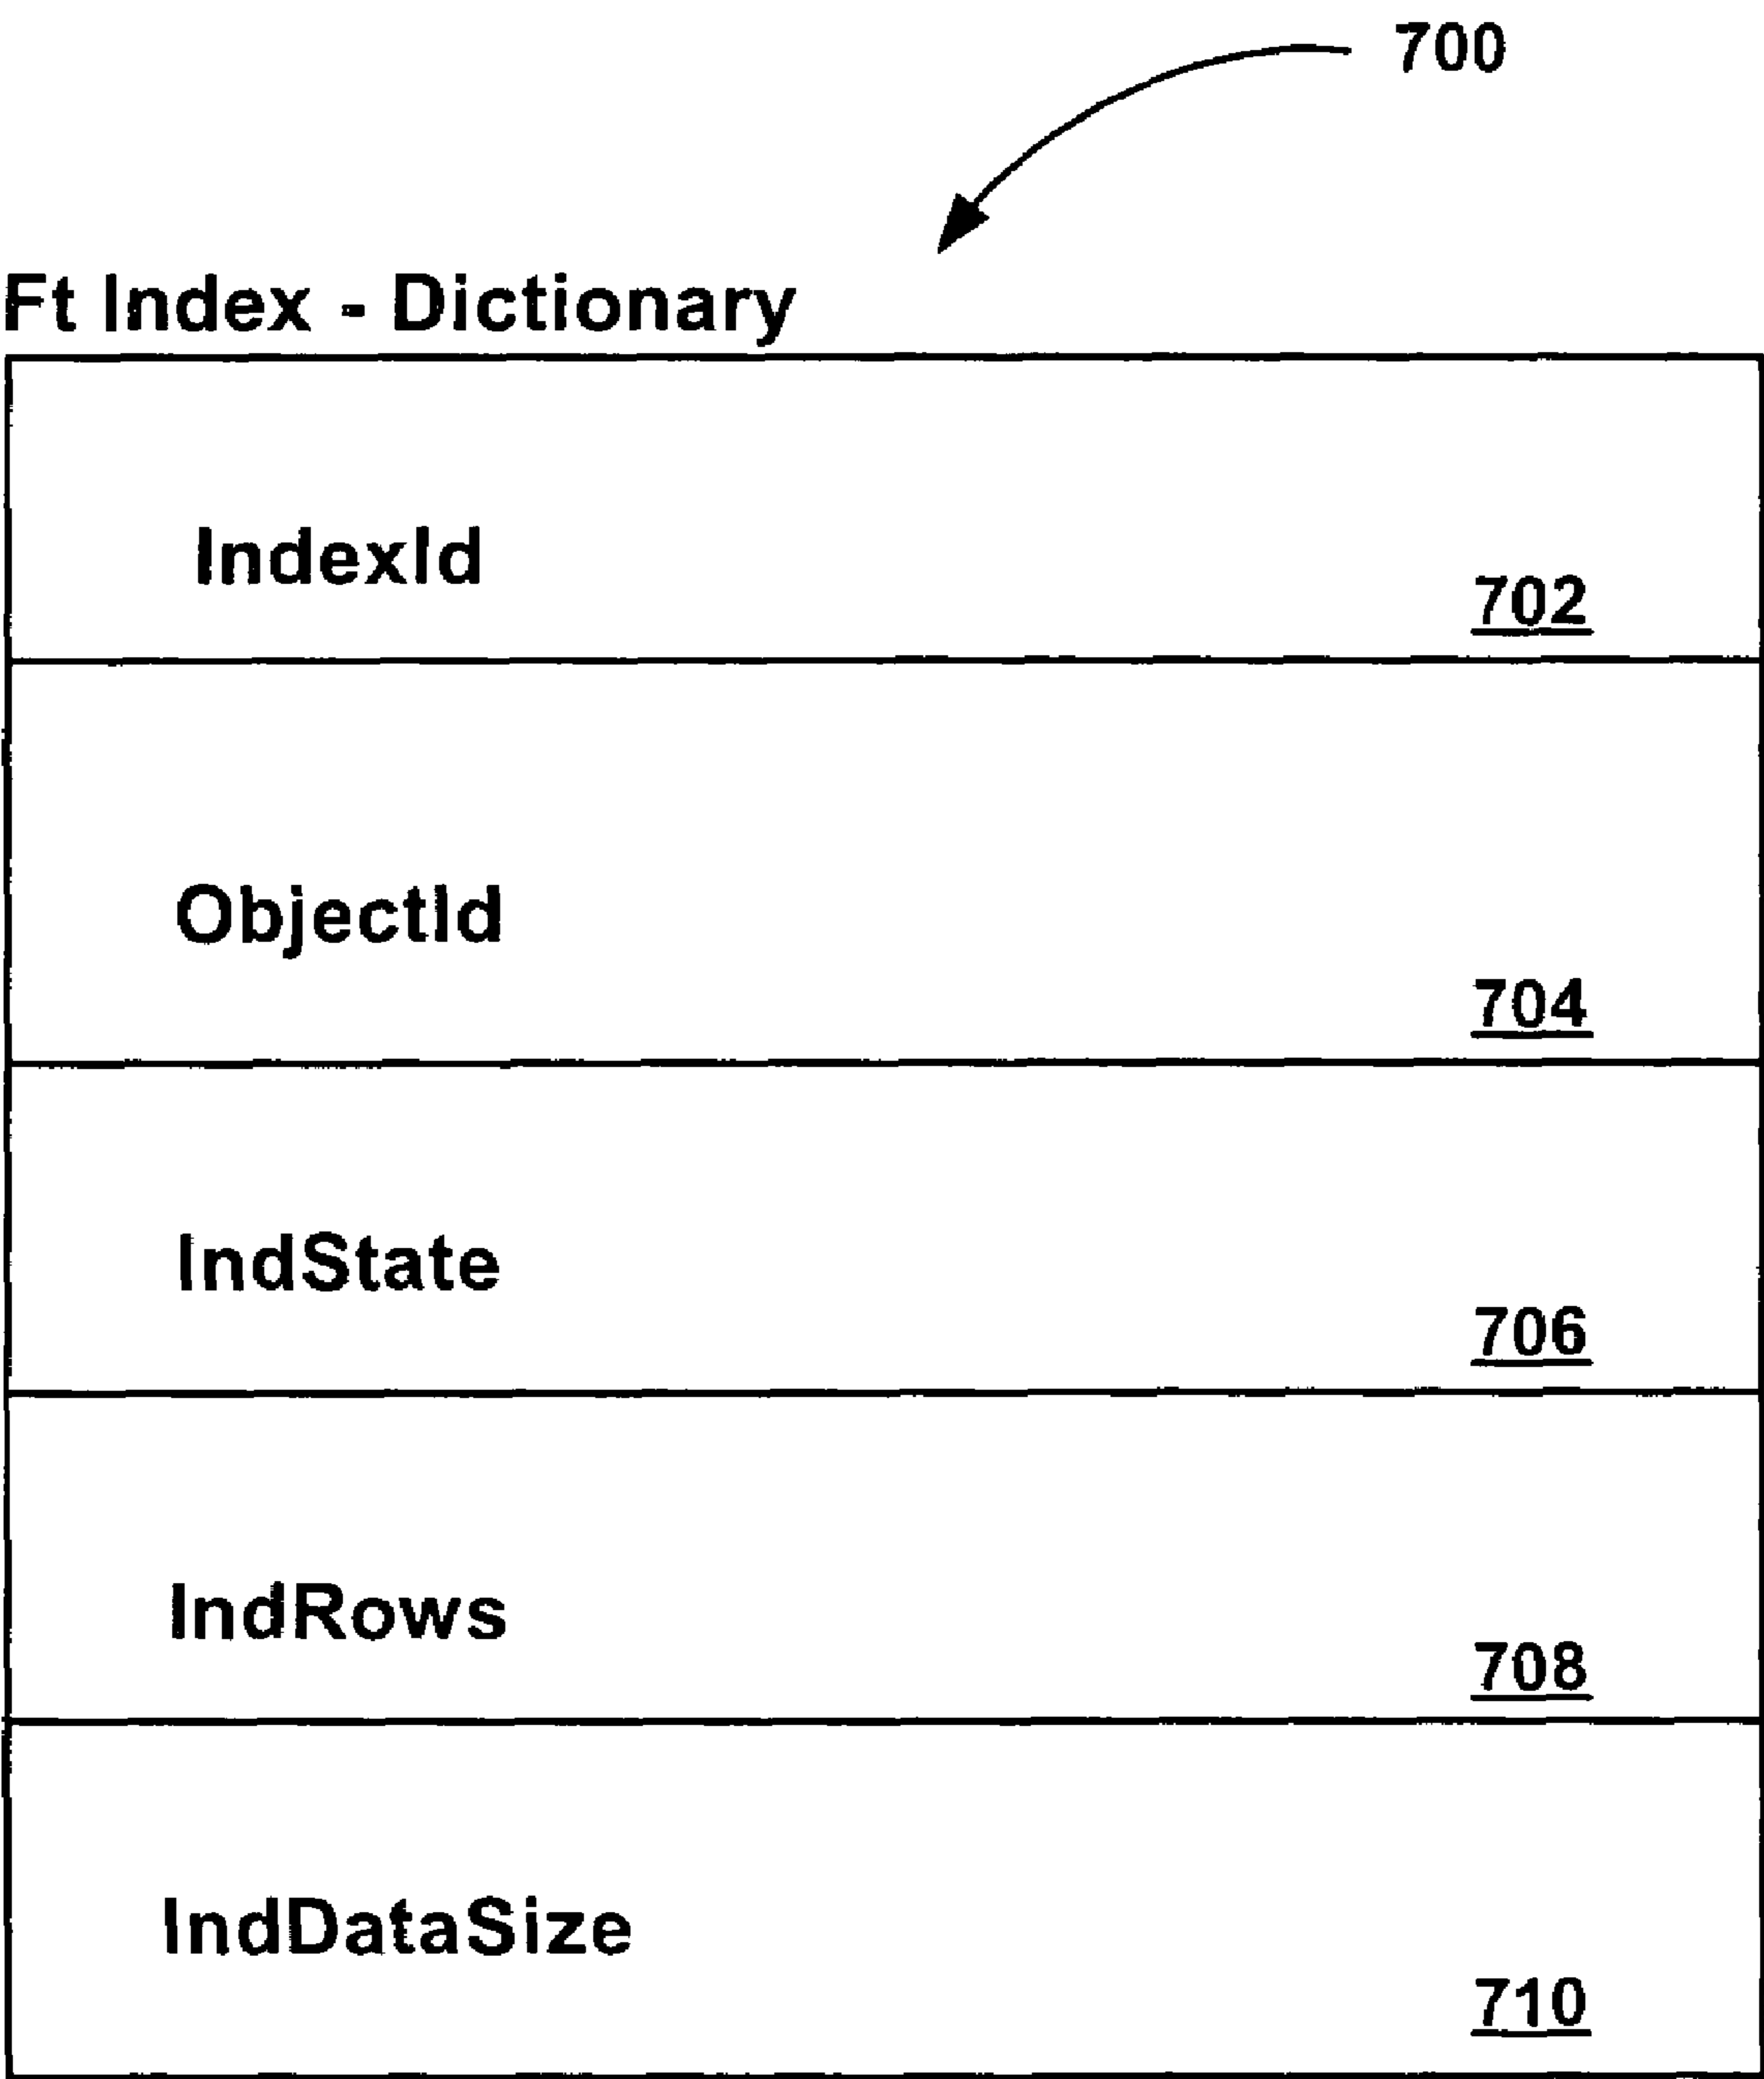 700
Ft Index - Dictionary
IndexId
702
ObjectId
704
IndState
706
IndRows
708
IndDataSize
710